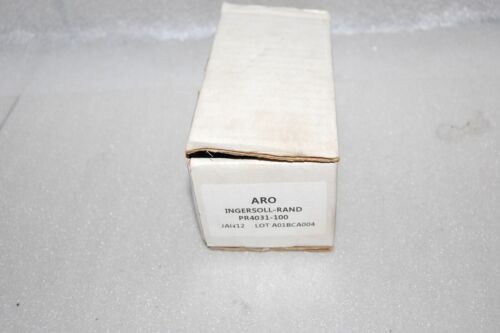 ARO
INGERSOLL-RAND
PR4031-100
JAN12 LOT A01BCA004